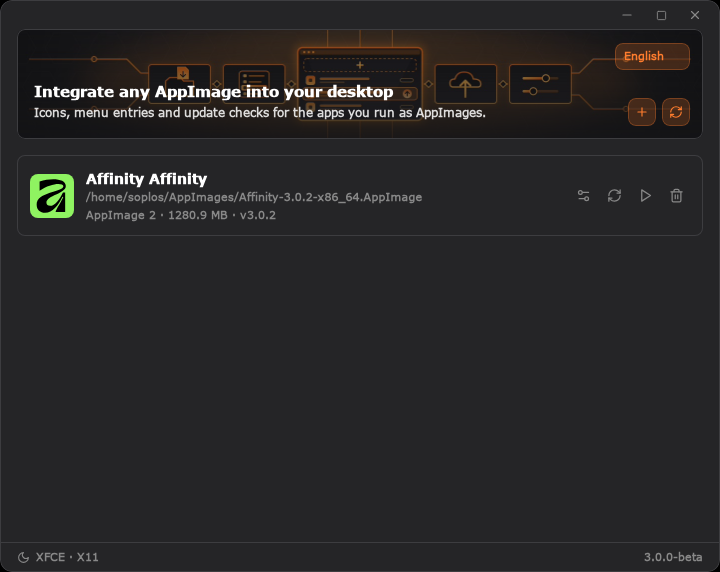 English
Integrate any AppImage into your desktop
Icons, menu entries and update checks for the apps you run as AppImages.
Affinity Affinity
/home/soplos/AppImages/Affinity-3.0.2-x86_64.AppImage
AppImage 2 · 1280.9 MB · v3.0.2
XFCE · X11
3.0.0-beta